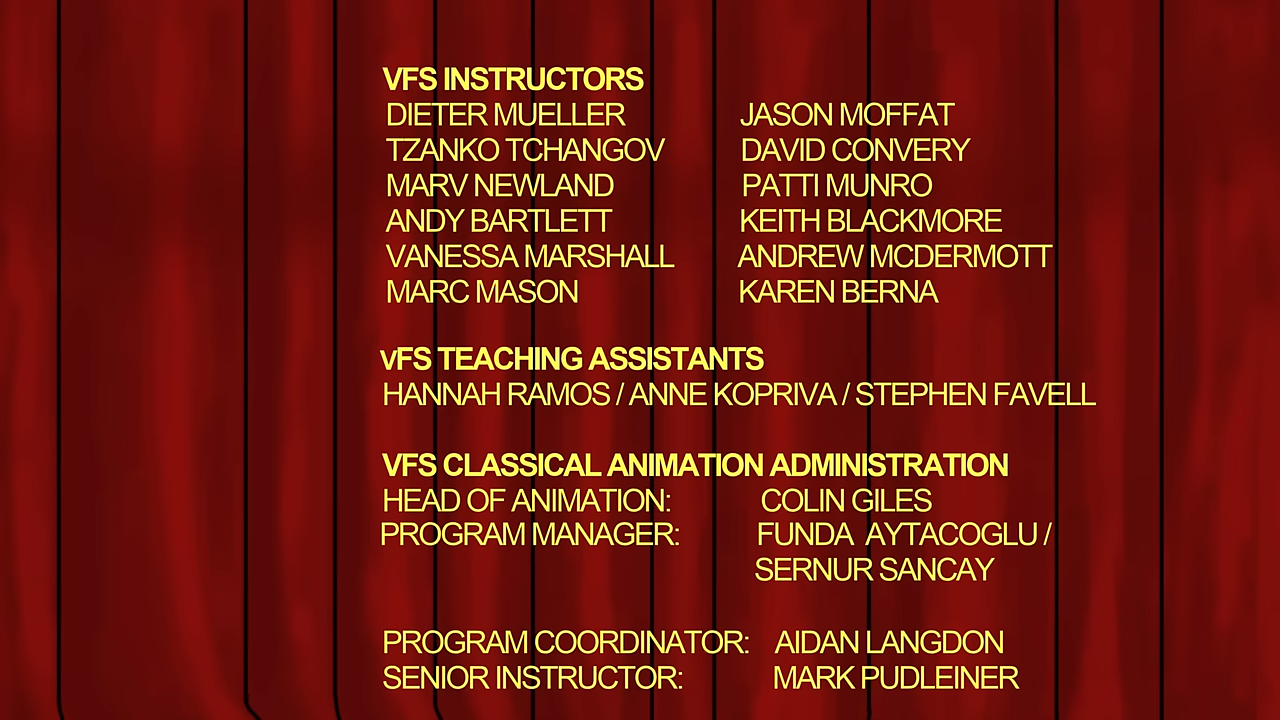 VFS INSTRUCTORS
DIETER MUELLER JASON MOFFAT
TZANKO TCHANGOV DAVID CONVERY
MARV NEWLAND PATTI MUNRO
ANDY BARTLETT KEITH BLACKMORE
VANESSA MARSHALL ANDREW MCDERMOTT
MARC MASON KAREN BERNA
vFS TEACHING ASSISTANTS
HANNAH RAMOS / ANNE KOPRIVA / STEPHEN FAVELL
VFS CLASSICAL ANIMATION ADMINISTRATION
HEAD OF ANIMATION: COLIN GILES
PROGRAM MANAGER: FUNDA AYTACOGLU /
SERNUR SANCAY
PROGRAM COORDINATOR: AIDAN LANGDON
SENIOR INSTRUCTOR: MARK PUDLEINER